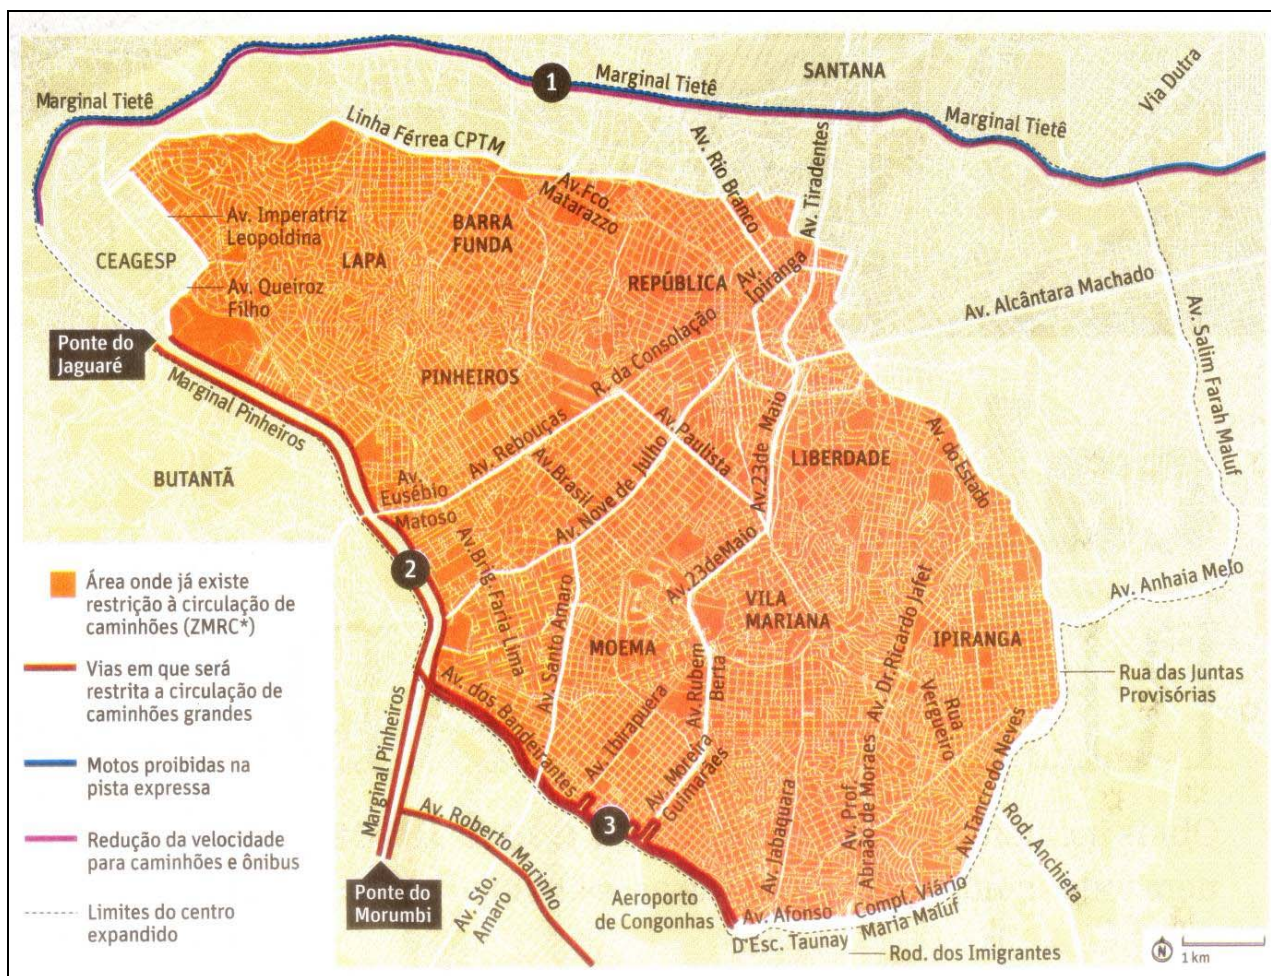 SANTANA
Via Dutra
Marginal Tietê
1
Marginal Tietê
Marginal Tietê
Linha Férrea CPTM
Av. Rio Branco
Av. Tiradentes
Av. Fco.
Matarazzo
Av. Imperatriz
Leopoldina
BARRA
FUNDA
CEAGESP
LAPA
REPÚBLICA
Av.
Ipiranga
Av. Queiroz
Filho
Av. Alcântara Machado
Av. Salim Farah Maluf
Ponte do
Jaguaré
Marginal Pinheiros
PINHEIROS
R. da Consolação
BUTANTÃ
Av. Rebouças
Av. Paulista
Av. 23 de Maio
LIBERDADE
Av. do Estado
Av.
Eusébio
Matoso
Av. Brasil
Av. Nove de Julho
2
Av. Brig. Faria Lima
Av. 23 de Maio
Av. Anhaia Melo
Av. Santo Amaro
MOEMA
VILA
MARIANA
Av. Dr. Ricardo Jafet
IPIRANGA
Rua das Juntas
Provisórias
Av. dos Bandeirantes
Av. Ibirapuera
Av. Rubem
Berta
Rua
Vergueiro
Marginal Pinheiros
Av. Moreira
Guimarães
Av. Tancredo Neves
3
Av. Roberto Marinho
Av. Jabaquara
Av. Prof.
Abraão de Moraes
Rod. Anchieta
Ponte do
Morumbi
Av. Sto.
Amaro
Aeroporto
de Congonhas
Av. Afonso
D'Esc. Taunay
Compl. Viário
Maria Maluf
Rod. dos Imigrantes
N
1 km
Área onde já existe
restrição à circulação de
caminhões (ZMRC*)
Vias em que será
restrita a circulação de
caminhões grandes
Motos proibidas na
pista expressa
Redução da velocidade
para caminhões e ônibus
Limites do centro
expandido